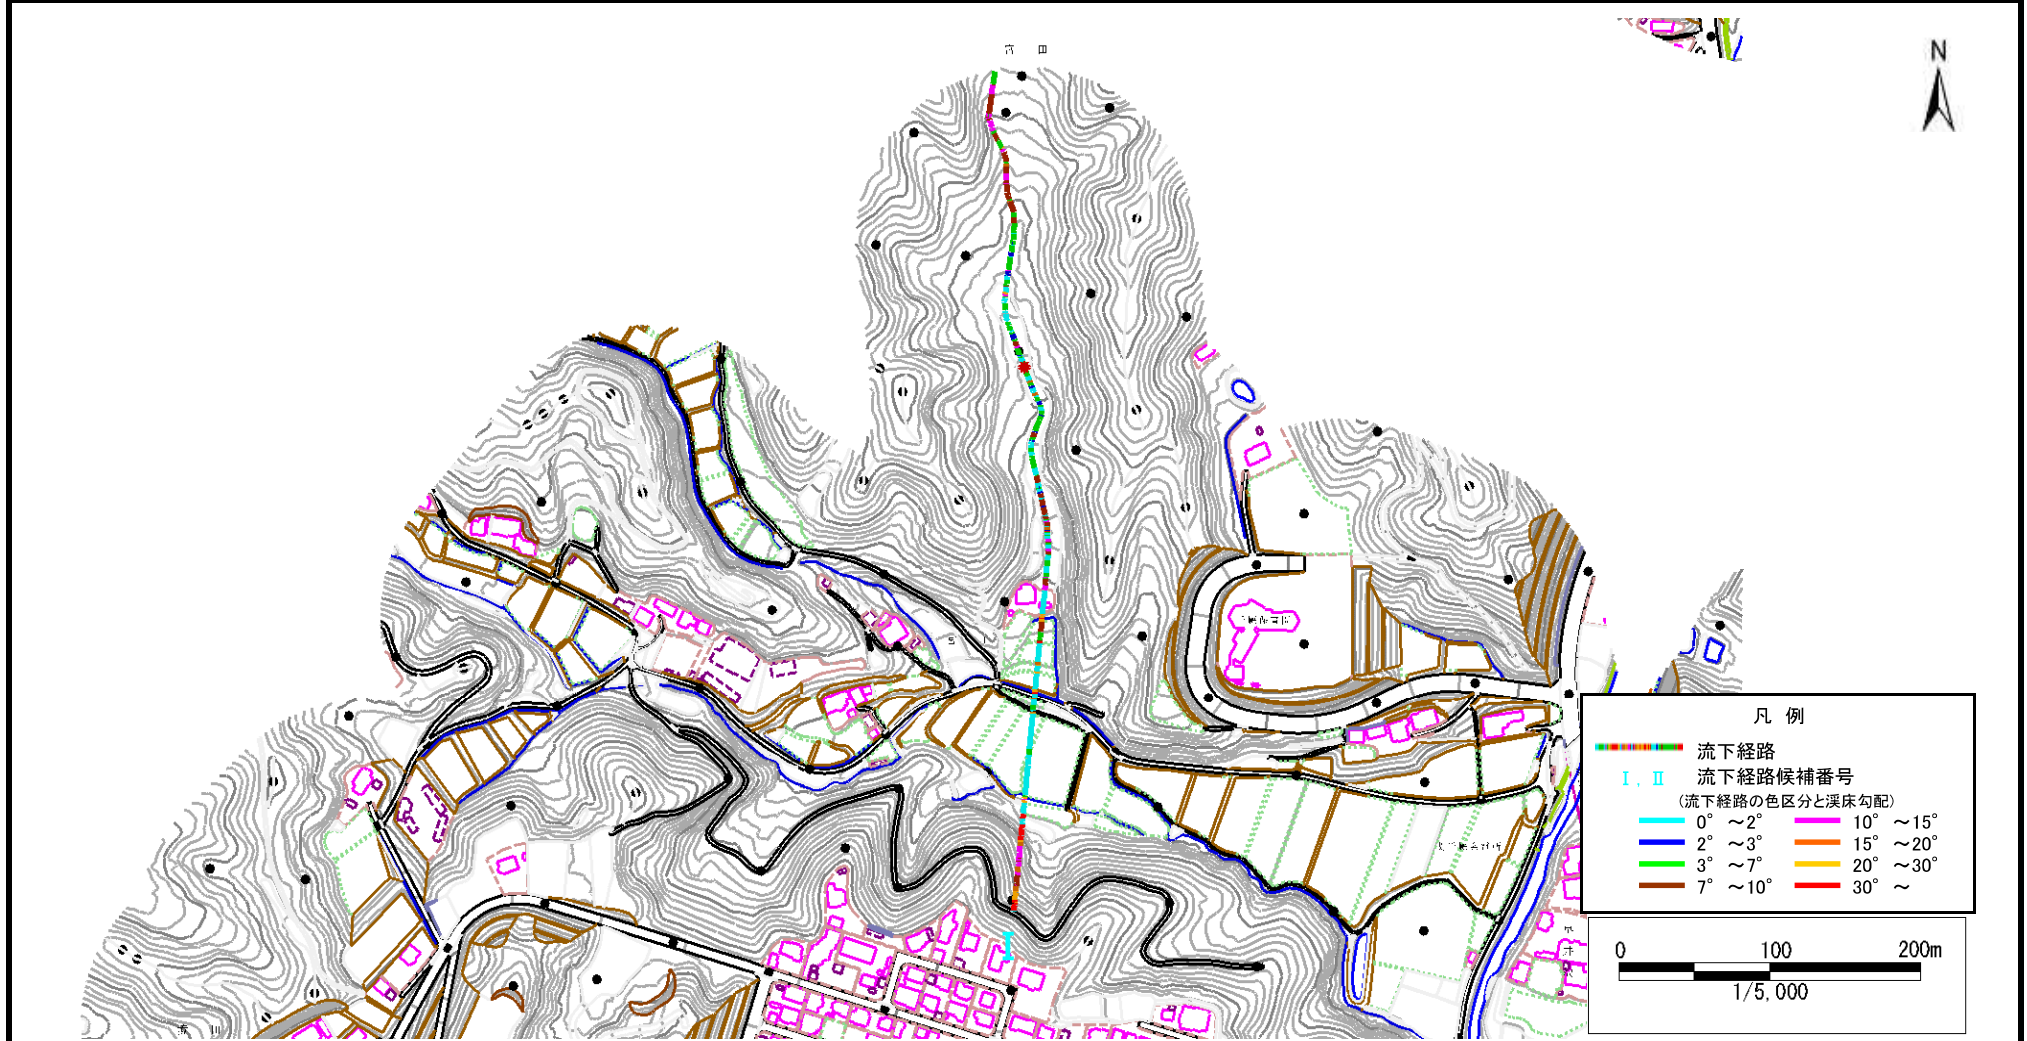 N
凡 例
流下経路
Ⅰ, Ⅱ 流下経路候補番号
(流下経路の色区分と渓床勾配)
0° ～2° 10° ～15°
2° ～3° 15° ～20°
3° ～7° 20° ～30°
7° ～10° 30° ～
Ⅰ
0 100 200m
1/5,000